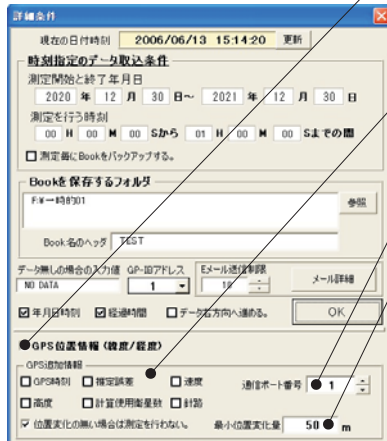 詳細条件
現在の日付時刻 2006/06/13 15:14:20 更新
時刻指定のデータ取込条件
測定開始と終了年月日
2020 年 12 月 30 日～ 2021 年 12 月 30 日
測定を行う時刻
00 H 00 M 00 Sから 01 H 00 M 00 Sまでの間
測定毎にBookをバックアップする。
Bookを保存するフォルダ
F:¥一時的01
参照
Book名のヘッダ TEST
データ無しの場合の入力値 GP-IBアドレス Eメール送信制限
NO DATA 1 10 メール詳細
年月日時刻 経過時間 データ右方向へ進める。 OK
GPS位置情報 (緯度/経度)
GPS追加情報
GPS時刻 推定誤差 速度 通信ポート番号 1
高度 計算使用衛星数 針路
位置変化の無い場合は測定を行わない。 最小位置変化量 50 m